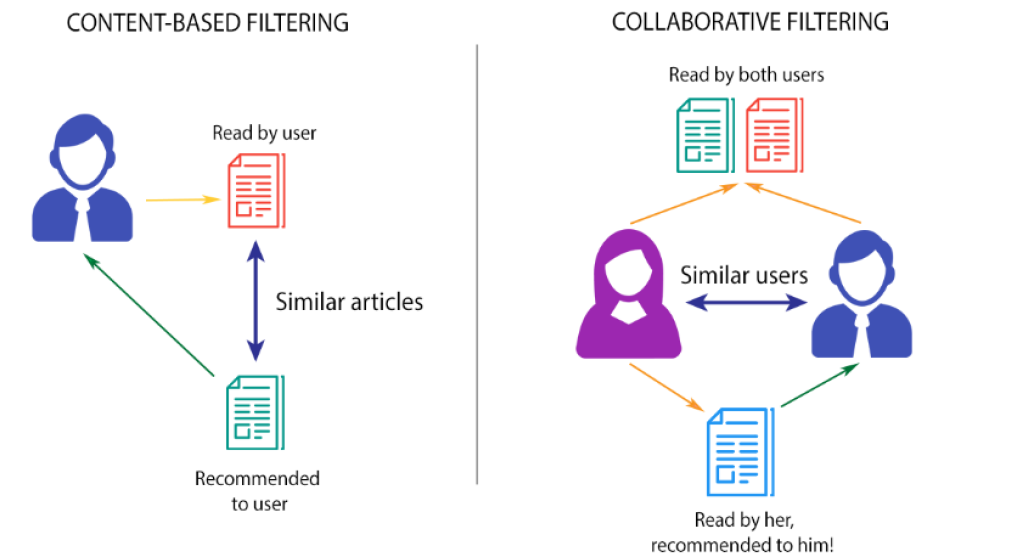 CONTENT-BASED FILTERING
Read by user
Similar articles
Recommended
to user
COLLABORATIVE FILTERING
Read by both users
Similar users
Read by her,
recommended to him!